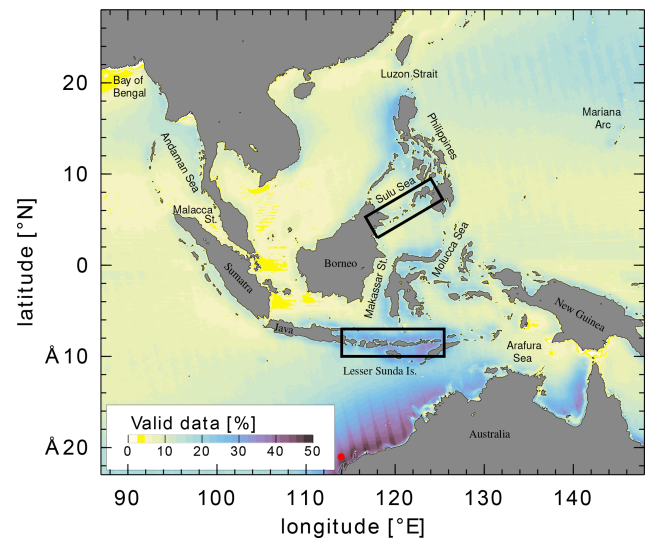 Luzon Strait
Bay of
Bengal
Mariana
Arc
Philippines
Andaman Sea
Sulu Sea
Malacca
St.
Molucca Sea
Makassar St.
Borneo
Sumatra
New Guinea
Java
Arafura
Sea
Lesser Sunda Is.
Australia
Valid data [%]
0 10 20 30 40 50
20
10
0
Å10
Å20
latitude [°N]
90 100 110 120 130 140
longitude [°E]